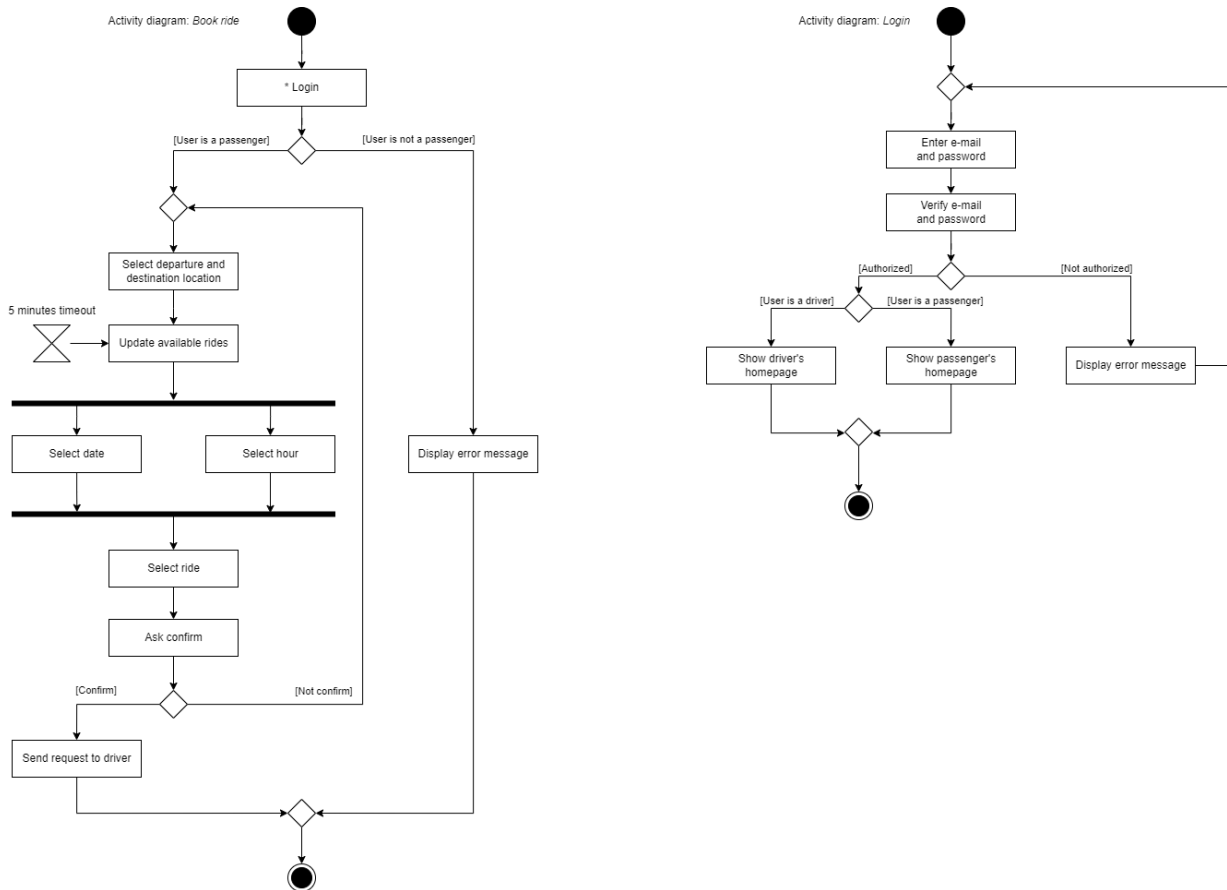 Activity diagram: Book ride
* Login
[User is a passenger]
[User is not a passenger]
Select departure and
destination location
5 minutes timeout
Update available rides
Select date
Select hour
Display error message
Select ride
Ask confirm
[Confirm]
[Not confirm]
Send request to driver
Activity diagram: Login
Enter e-mail
and password
Verify e-mail
and password
[Authorized]
[Not authorized]
[User is a driver]
[User is a passenger]
Show driver's
homepage
Show passenger's
homepage
Display error message